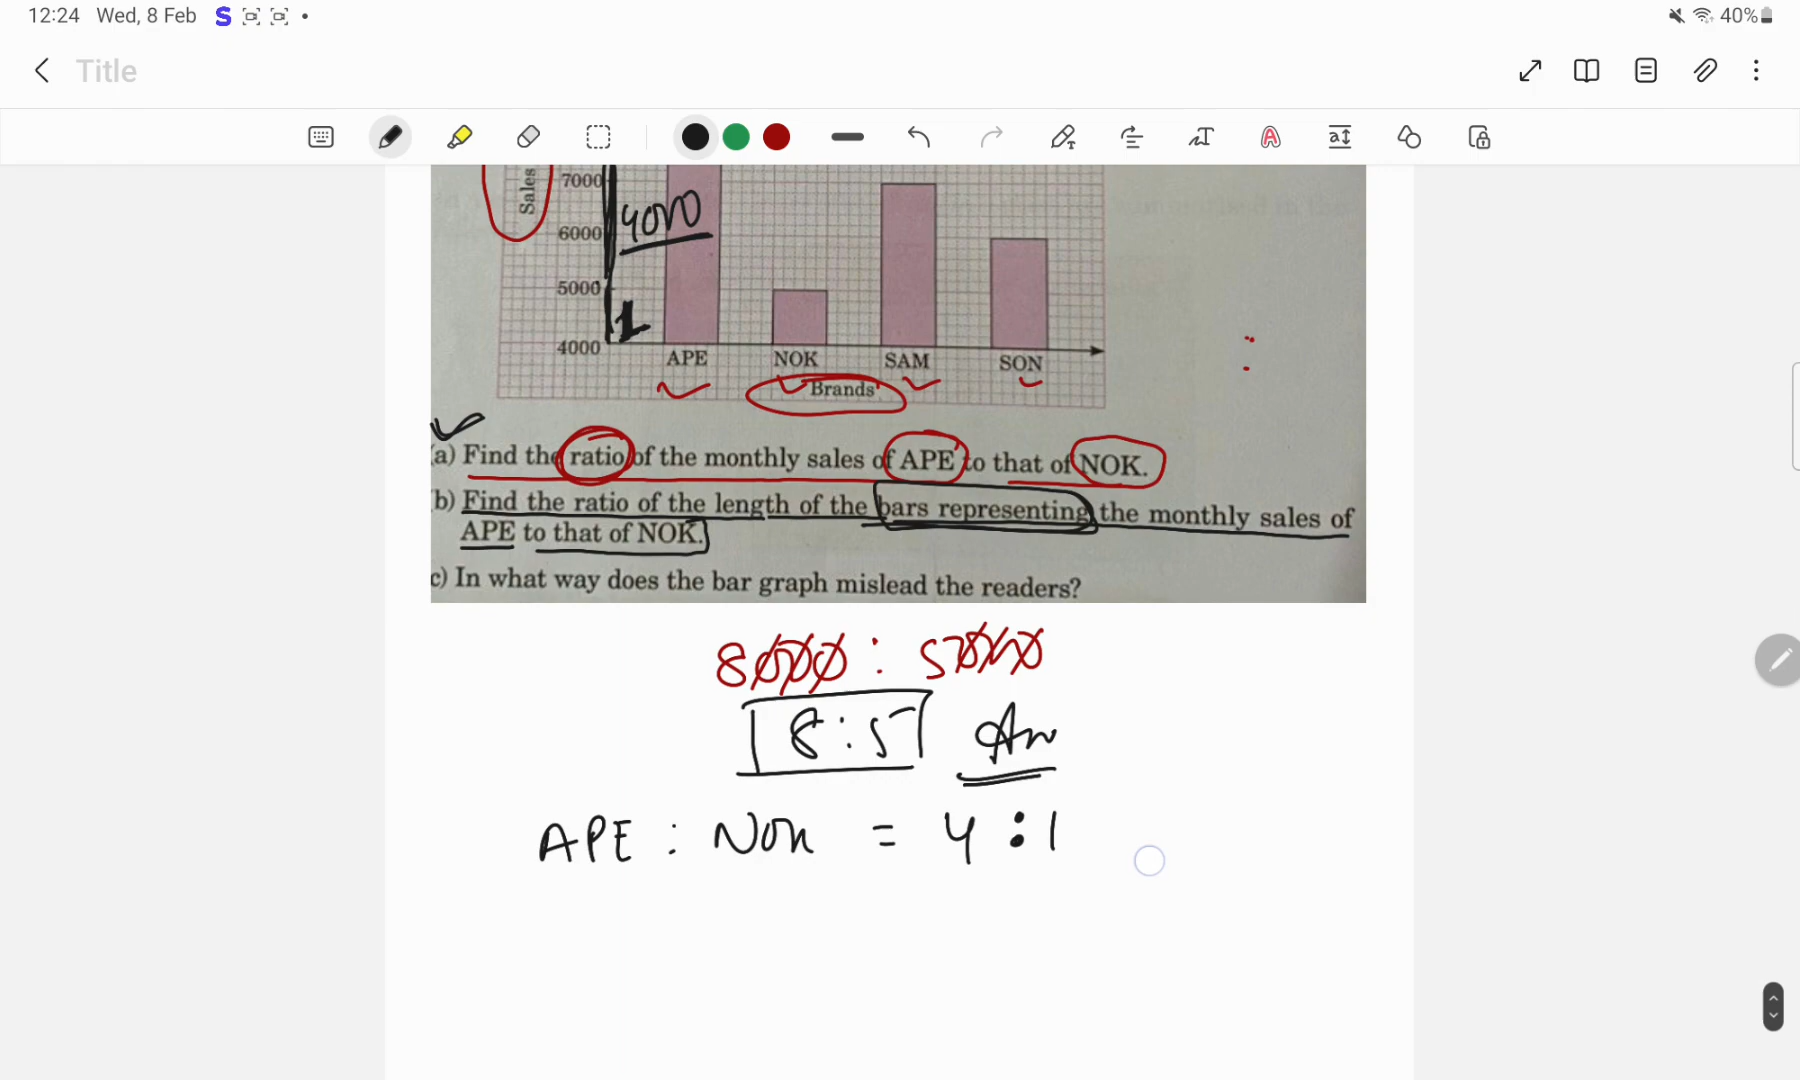 12:24 Wed, 8 Feb S
40%
Title
Sales
7000
4000
6000
5000
1
4000
APE NOK SAM SON
Brands
(a) Find the ratio of the monthly sales of APE to that of NOK.
(b) Find the ratio of the length of the bars representing the monthly sales of
APE to that of NOK.
c) In what way does the bar graph mislead the readers?
8000 : 5000
8:5 An
APE : Nok = 4 : 1